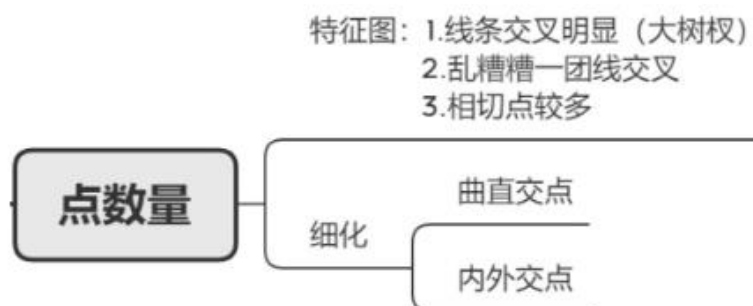 特征图：1.线条交叉明显（大树杈）
2.乱糟糟一团线交叉
3.相切点较多
点数量
曲直交点
细化
内外交点